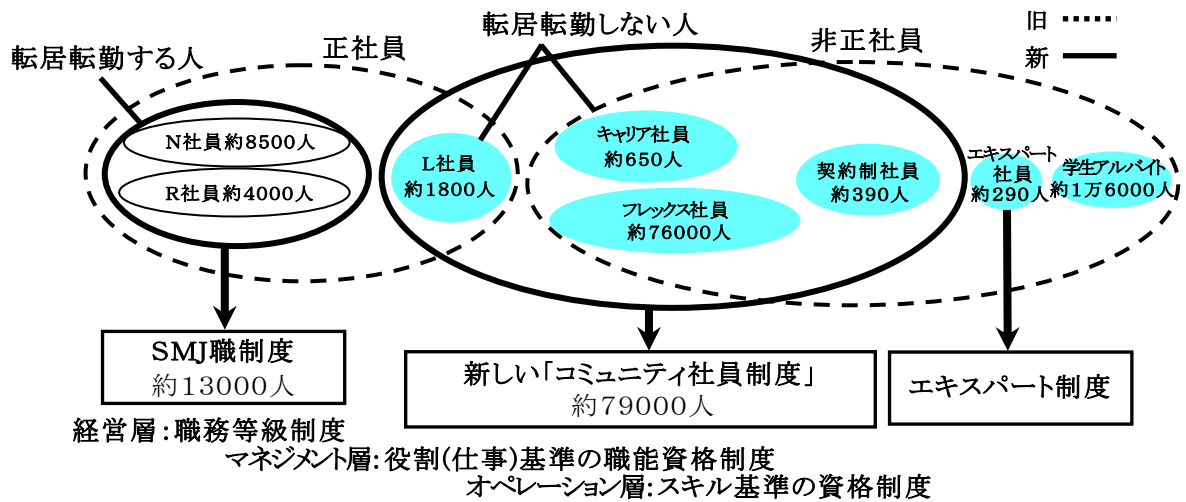 転居転勤する人
正社員
転居転勤しない人
非正社員
旧
新
N社員約8500人
R社員約4000人
L社員
約1800人
キャリア社員
約650人
フレックス社員
約76000人
契約制社員
約390人
エキスパート
社員
約290人
学生アルバイト
約1万6000人
SMJ職制度
約13000人
新しい「コミュニティ社員制度」
約79000人
エキスパート制度
経営層:職務等級制度
マネジメント層:役割(仕事)基準の職能資格制度
オペレーション層:スキル基準の資格制度